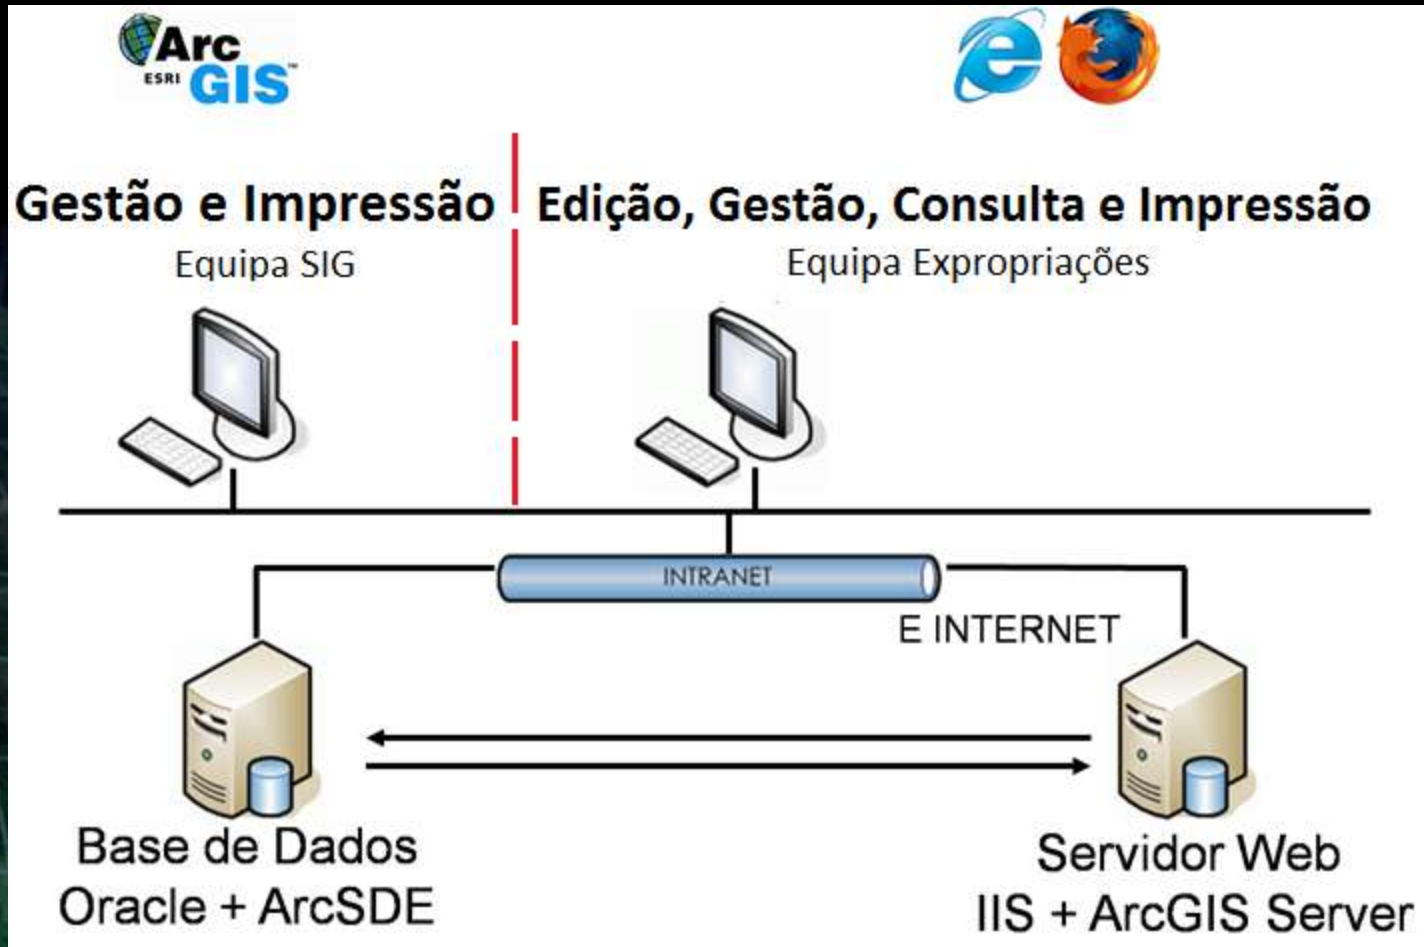 Arc
ESRI GIS™
Gestão e Impressão
Edição, Gestão, Consulta e Impressão
Equipa SIG
Equipa Expropriações
INTRANET
E INTERNET
Base de Dados
Oracle + ArcSDE
Servidor Web
IIS + ArcGIS Server